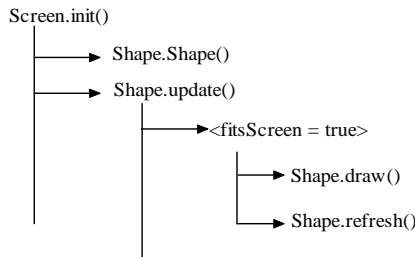 Screen.init()
Shape.Shape()
Shape.update()
<fitsScreen = true>
Shape.draw()
Shape.refresh()